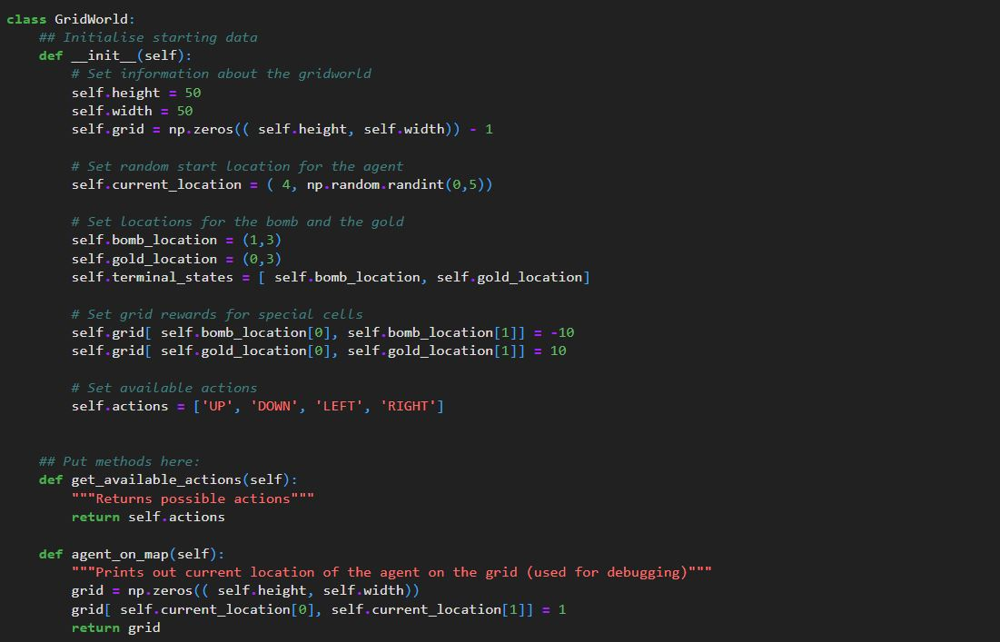 class GridWorld:
    ## Initialise starting data
    def __init__(self):
        # Set information about the gridworld
        self.height = 50
        self.width = 50
        self.grid = np.zeros(( self.height, self.width)) - 1

        # Set random start location for the agent
        self.current_location = ( 4, np.random.randint(0,5))

        # Set locations for the bomb and the gold
        self.bomb_location = (1,3)
        self.gold_location = (0,3)
        self.terminal_states = [ self.bomb_location, self.gold_location]

        # Set grid rewards for special cells
        self.grid[ self.bomb_location[0], self.bomb_location[1]] = -10
        self.grid[ self.gold_location[0], self.gold_location[1]] = 10

        # Set available actions
        self.actions = ['UP', 'DOWN', 'LEFT', 'RIGHT']


    ## Put methods here:
    def get_available_actions(self):
        """Returns possible actions"""
        return self.actions

    def agent_on_map(self):
        """Prints out current location of the agent on the grid (used for debugging)"""
        grid = np.zeros(( self.height, self.width))
        grid[ self.current_location[0], self.current_location[1]] = 1
        return grid